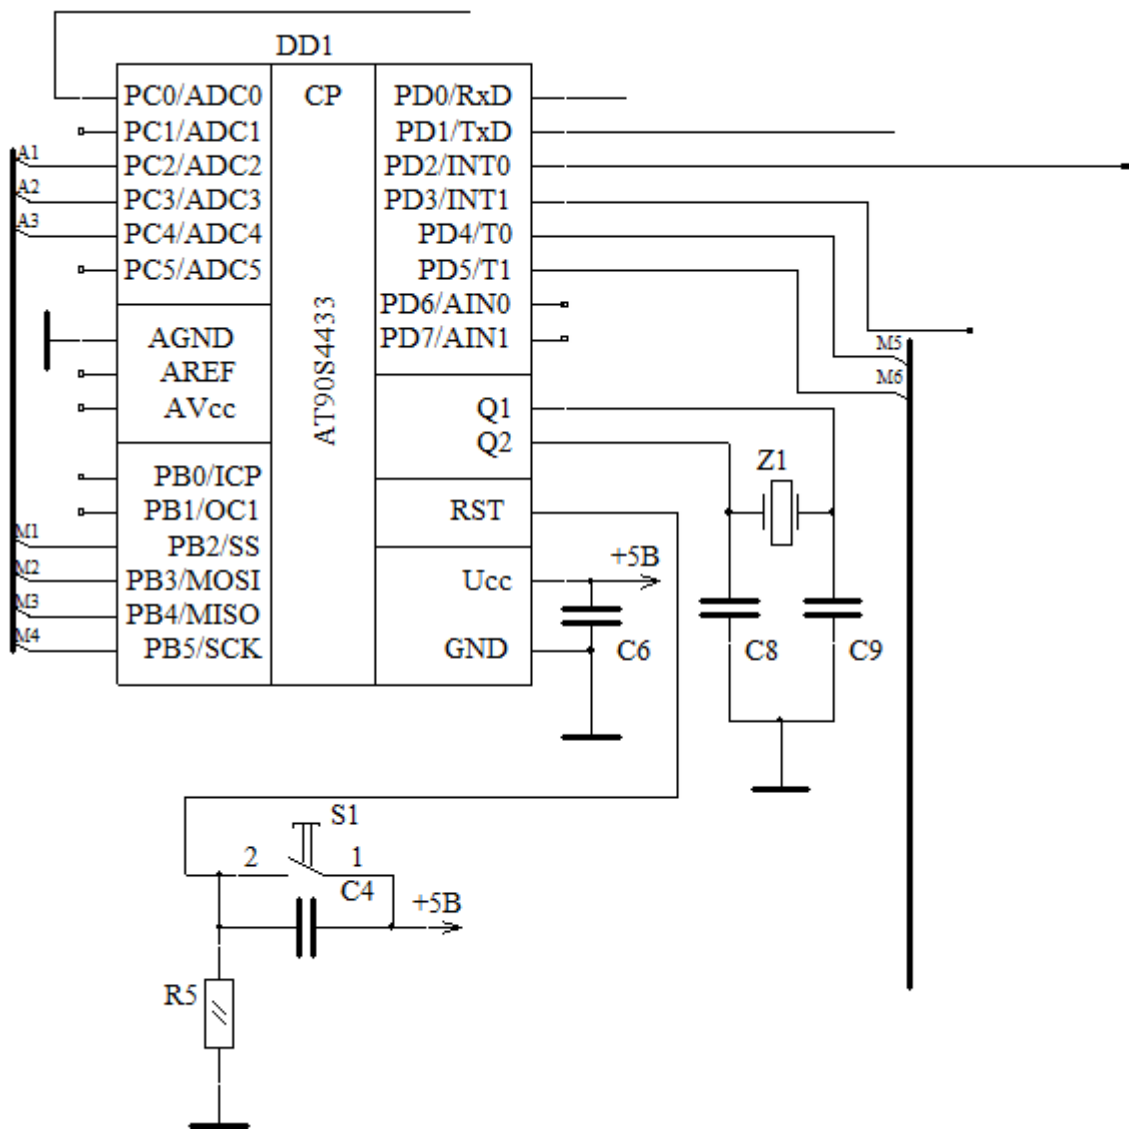 DD1
PC0/ADC0 CP PD0/RxD
PC1/ADC1 PD1/TxD
A1 PC2/ADC2 PD2/INT0
A2 PC3/ADC3 PD3/INT1
A3 PC4/ADC4 PD4/T0
PC5/ADC5 PD5/T1
PD6/AIN0
AGND PD7/AIN1
M5
AREF
M6
AVcc Q1
AT90S4433
Q2
Z1
PB0/ICP
PB1/OC1 RST
M1 PB2/SS
+5В
M2 PB3/MOSI Ucc
M3 PB4/MISO
M4 PB5/SCK GND C6 C8 C9
S1
2 1
C4
+5В
R5